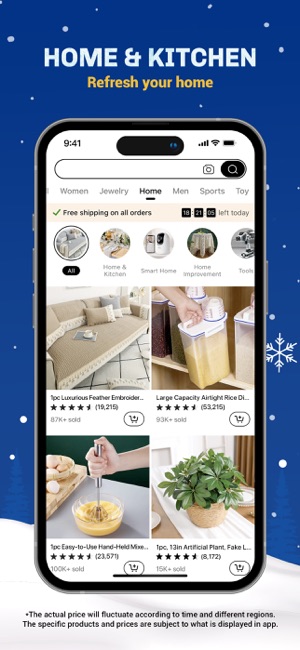 HOME & KITCHEN
Refresh your home
9:41
Women Jewelry Home Men Sports Toy
Free shipping on all orders 18:21:05 left today
All
Home & Kitchen
Smart Home
Home Improvement
Tools
1pc Luxurious Feather Embroider...
(19,215)
87K+ sold
Large Capacity Airtight Rice Di...
(53,215)
93K+ sold
1pc Easy-to-Use Hand-Held Mixe...
(23,571)
100K+ sold
1pc, 13in Artificial Plant, Fake L...
(8,172)
15K+ sold
*The actual price will fluctuate according to time and different regions.
The specific products and prices are subject to what is displayed in app.